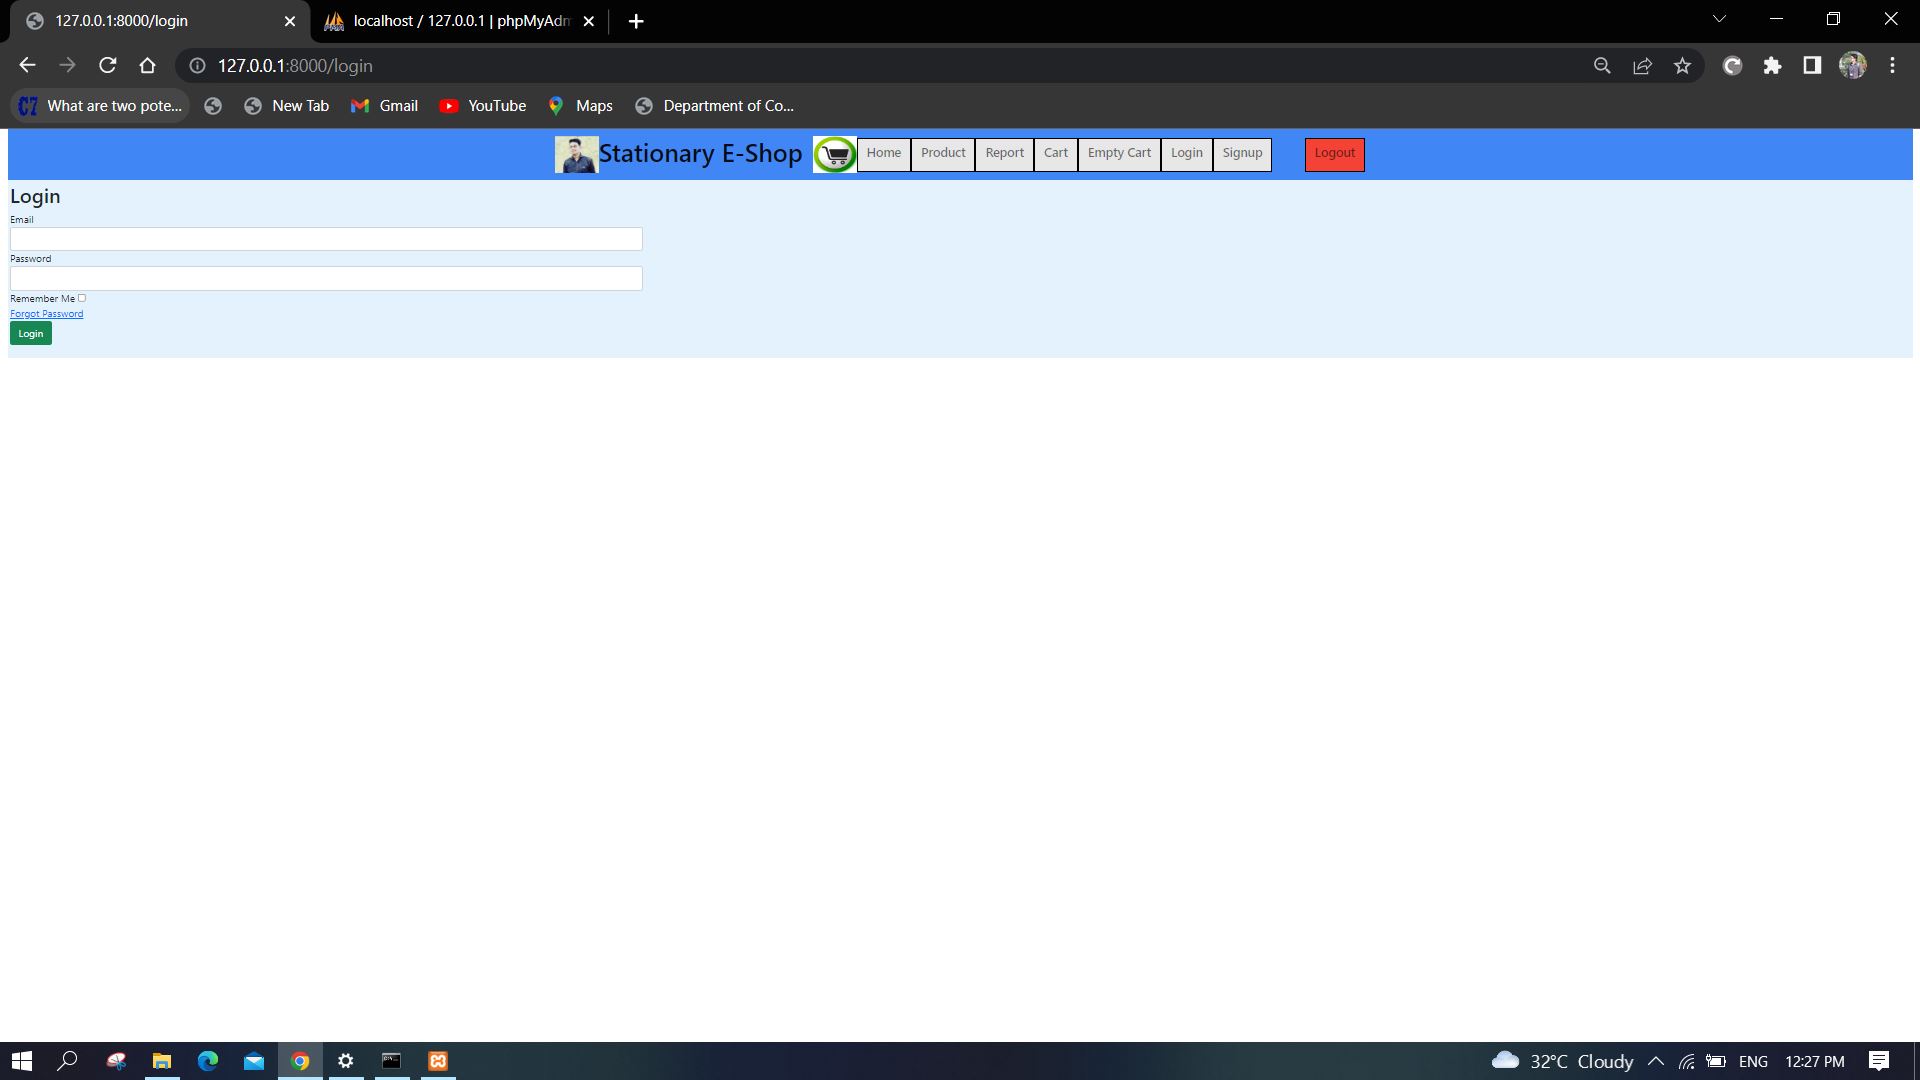 127.0.0.1:8000/login
localhost / 127.0.0.1 | phpMyAdm
127.0.0.1:8000/login
What are two pote...
New Tab
Gmail
YouTube
Maps
Department of Co...
Stationary E-Shop
Home
Product
Report
Cart
Empty Cart
Login
Signup
Logout
Login
Email
Password
Remember Me
Forgot Password
Login
32°C Cloudy
ENG
12:27 PM